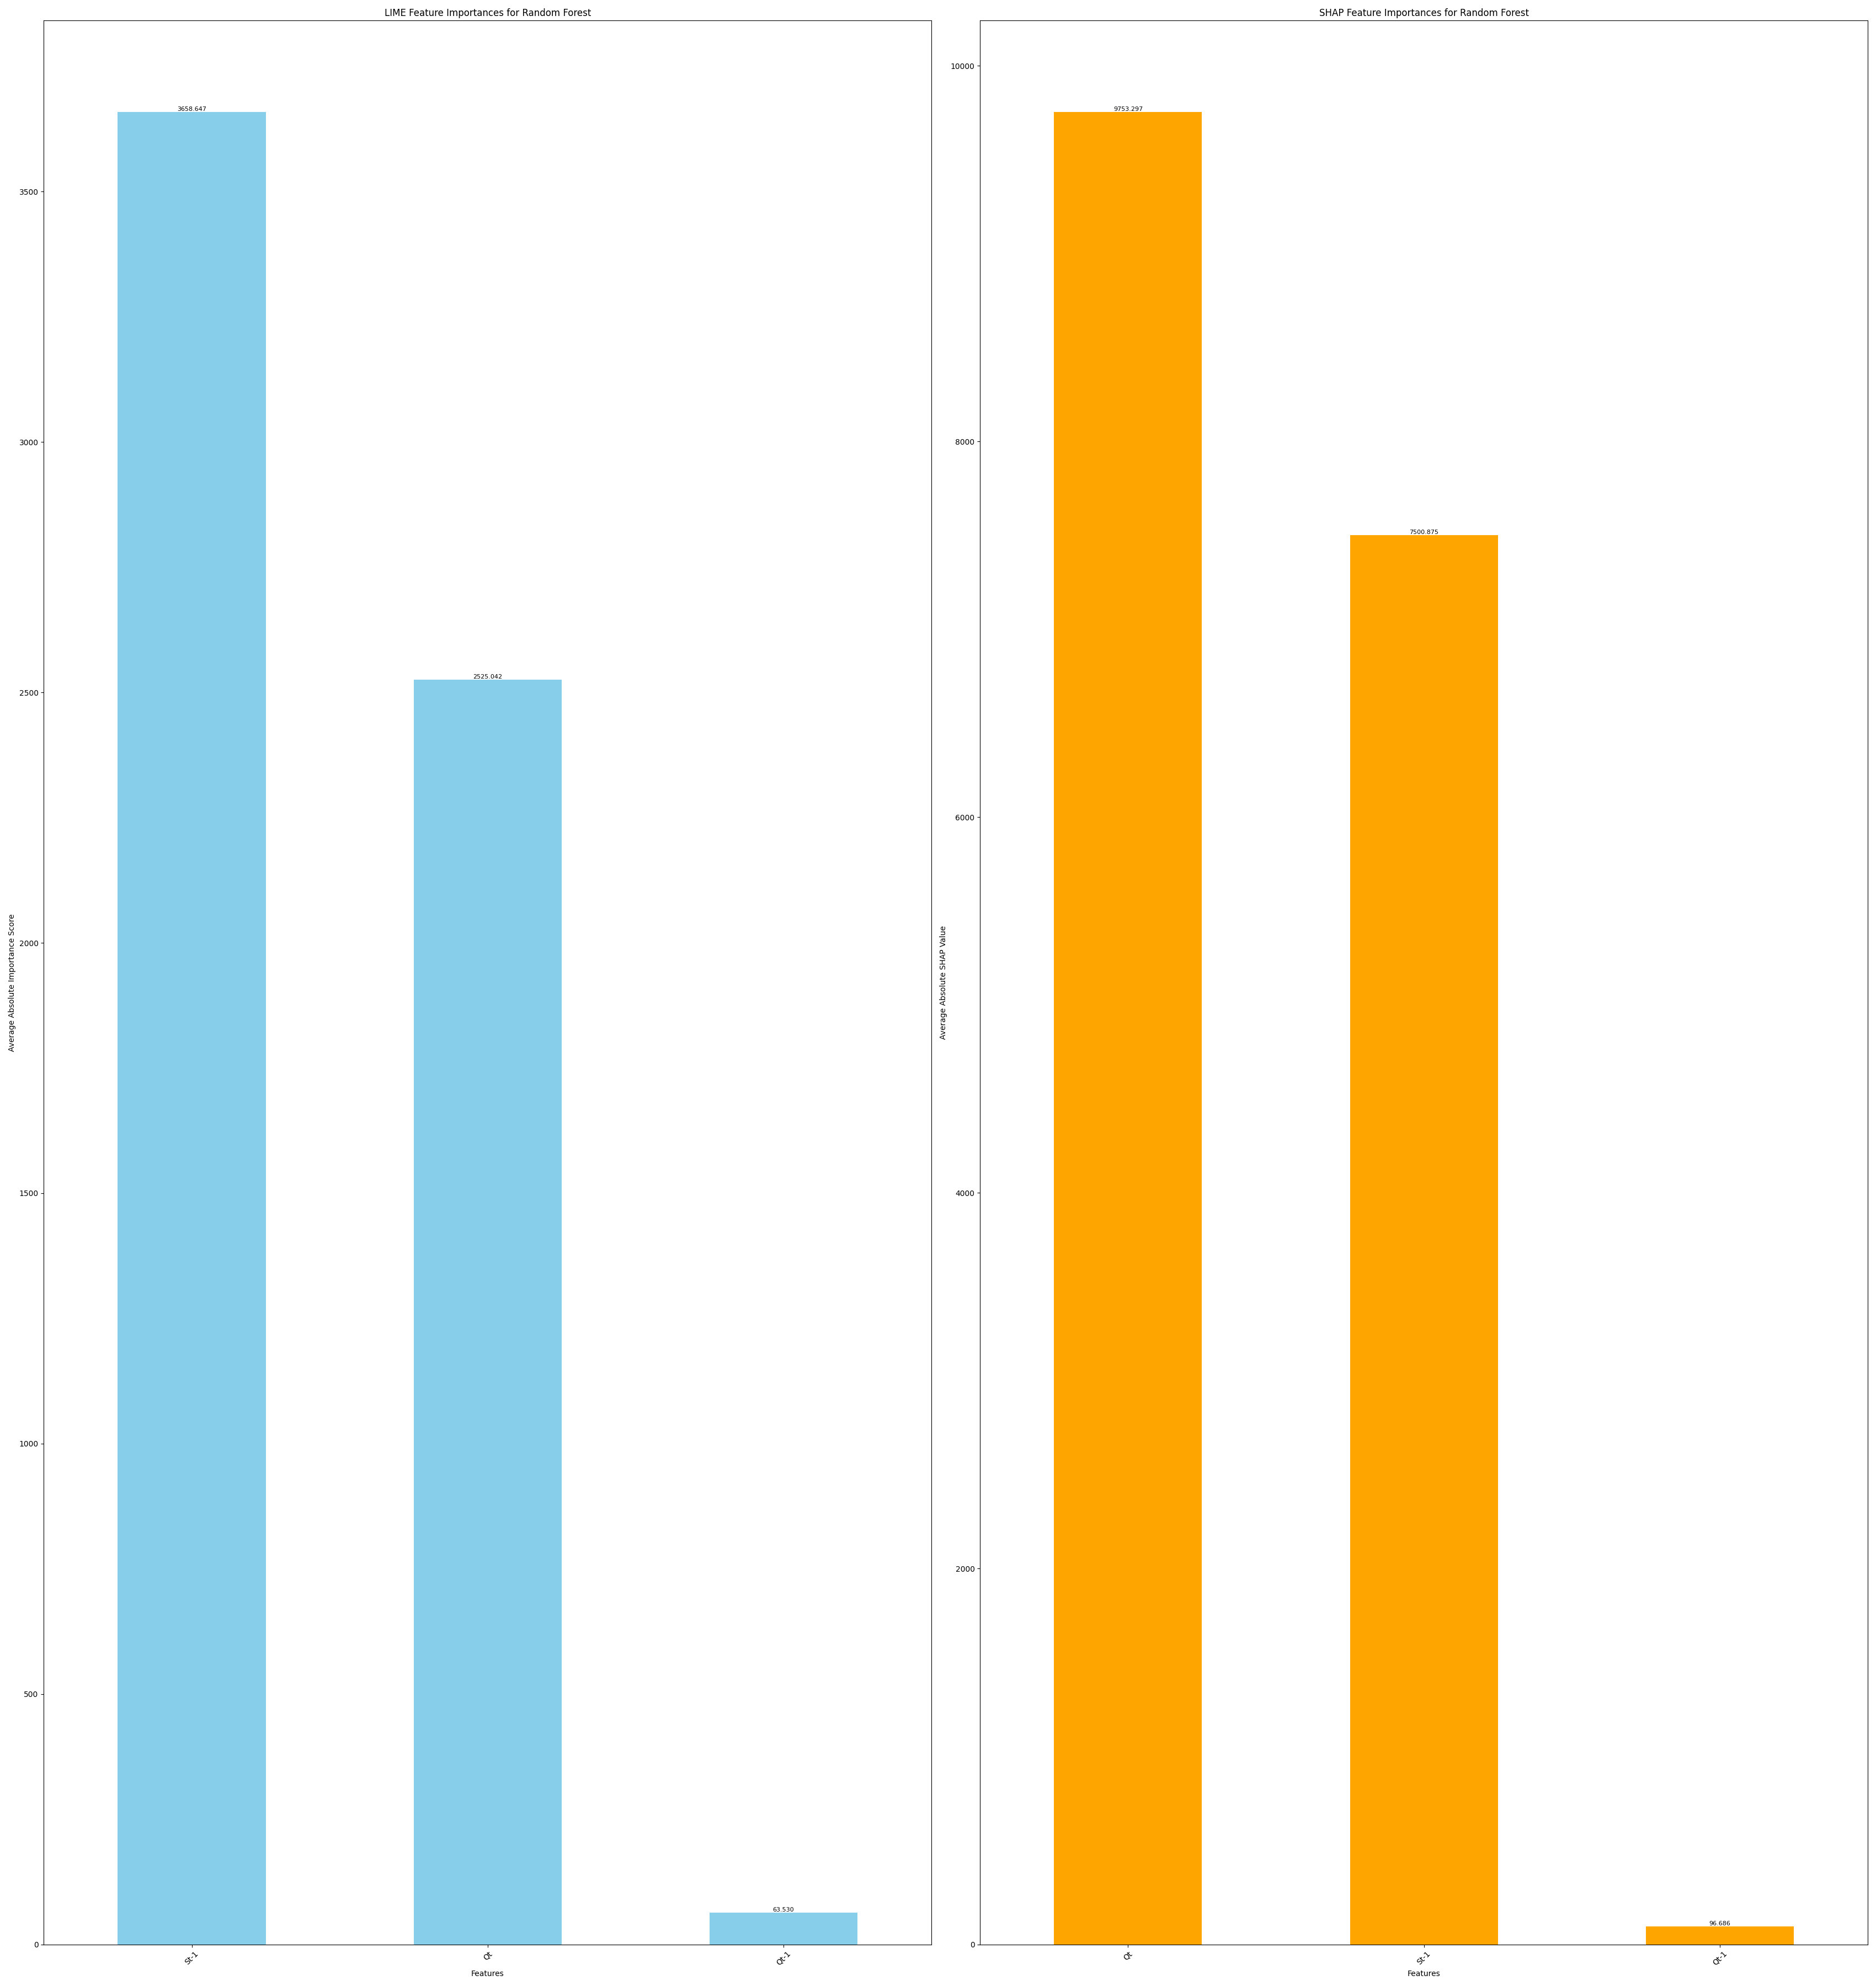 LIME Feature Importances for Random Forest
3658.647
3500
3000
2525.042
2500
2000
1500
1000
500
63.530
0
Average Absolute Importance Score
St-1
Qt
Qt-1
Features
SHAP Feature Importances for Random Forest
10000
9753.297
8000
7500.875
6000
4000
2000
96.686
0
Average Absolute SHAP Value
Qt
St-1
Qt-1
Features